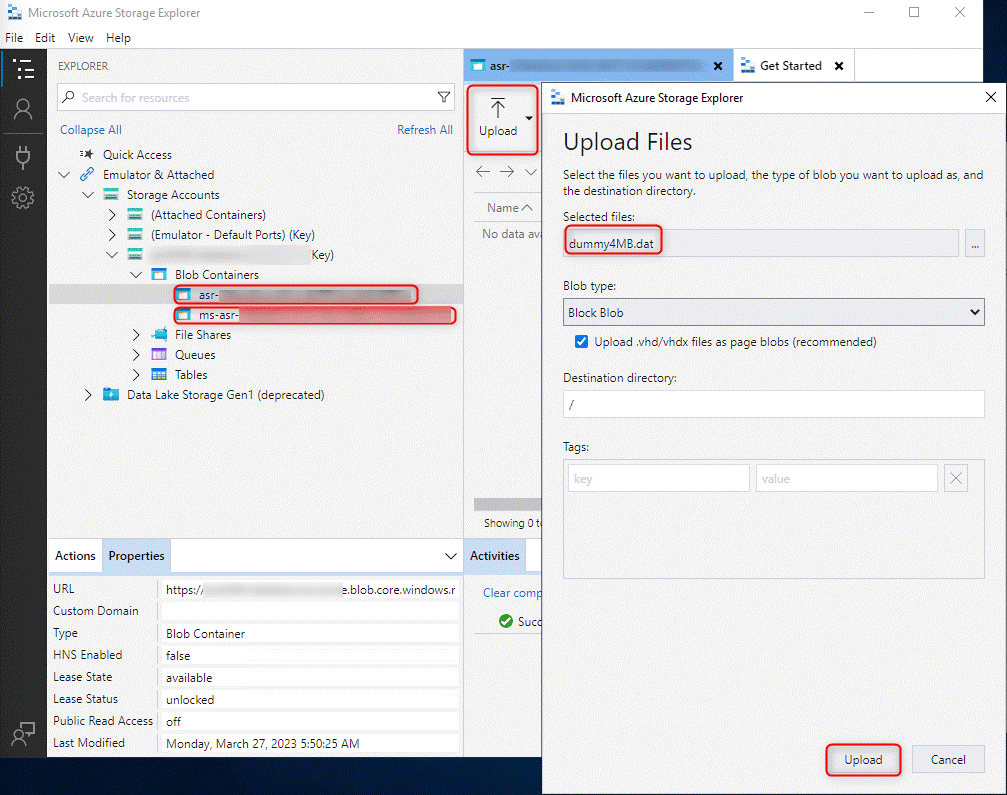 Microsoft Azure Storage Explorer
File Edit View Help
EXPLORER
Search for resources
Collapse All
Refresh All
Quick Access
Emulator & Attached
Storage Accounts
(Attached Containers)
(Emulator - Default Ports) (Key)
Key)
Blob Containers
asr-
ms-asr-
File Shares
Queues
Tables
Data Lake Storage Gen1 (deprecated)
Actions Properties
URL https:// e.blob.core.windows.r
Custom Domain
Type Blob Container
HNS Enabled false
Lease State available
Lease Status unlocked
Public Read Access off
Last Modified Monday, March 27, 2023 5:50:25 AM
asr-
Get Started
Upload
Name
No data ava
Showing 0 to
Activities
Clear comp
Succ
Microsoft Azure Storage Explorer
Upload Files
Select the files you want to upload, the type of blob you want to upload as, and
the destination directory.
Selected files:
dummy4MB.dat
...
Blob type:
Block Blob
Upload .vhd/vhdx files as page blobs (recommended)
Destination directory:
/
Tags:
key value
Upload Cancel